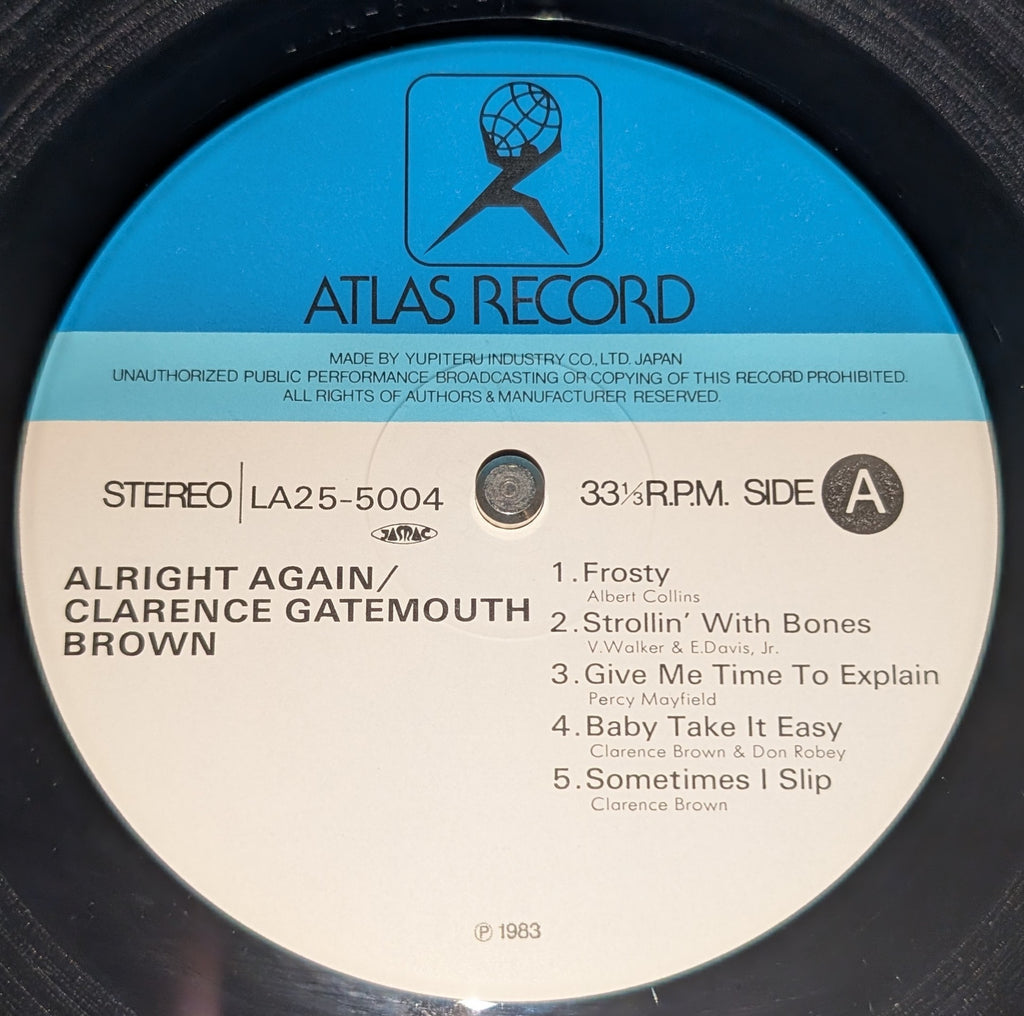 ATLAS RECORD
MADE BY YUPITERU INDUSTRY CO., LTD. JAPAN
UNAUTHORIZED PUBLIC PERFORMANCE BROADCASTING OR COPYING OF THIS RECORD PROHIBITED.
ALL RIGHTS OF AUTHORS & MANUFACTURER RESERVED.
STEREO LA25-5004
JASRAC
33⅓ R.P.M. SIDE A
ALRIGHT AGAIN/
CLARENCE GATEMOUTH
BROWN
1. Frosty
Albert Collins
2. Strollin' With Bones
V.Walker & E.Davis, Jr.
3. Give Me Time To Explain
Percy Mayfield
4. Baby Take It Easy
Clarence Brown & Don Robey
5. Sometimes I Slip
Clarence Brown
℗ 1983